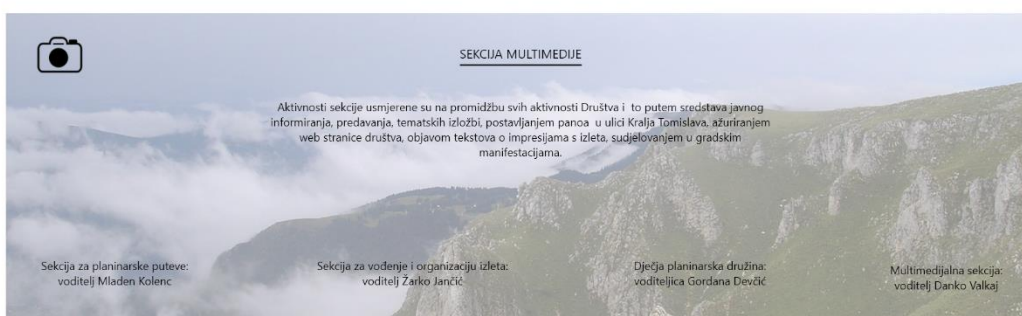 SEKCIJA MULTIMEDIJE
Aktivnosti sekcije usmjerene su na promidžbu svih aktivnosti Društva i  to putem sredstava javnog
informiranja, predavanja, tematskih izložbi, postavljanjem panoa  u ulici Kralja Tomislava, ažuriranjem
web stranice društva, objavom tekstova o impresijama s izleta, sudjelovanjem u gradskim
manifestacijama.
Sekcija za planinarske puteve:
voditelj Mladen Kolenc
Sekcija za vođenje i organizaciju izleta:
voditelj Žarko Jančić
Dječja planinarska družina:
voditeljica Gordana Devčić
Multimedijalna sekcija:
voditelj Danko Valkaj